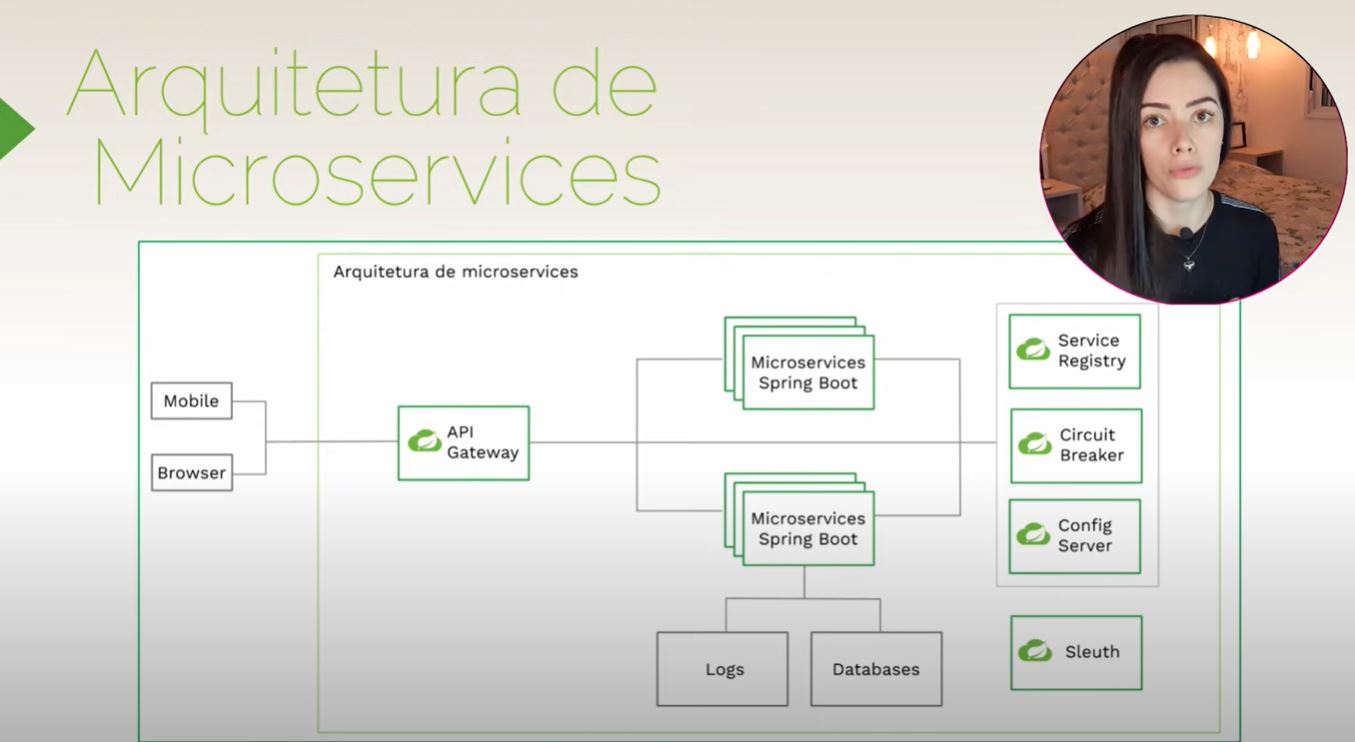 Arquitetura de
Microservices
Arquitetura de microservices
Mobile
Browser
API
Gateway
Microservices
Spring Boot
Microservices
Spring Boot
Logs
Databases
Service
Registry
Circuit
Breaker
Config
Server
Sleuth